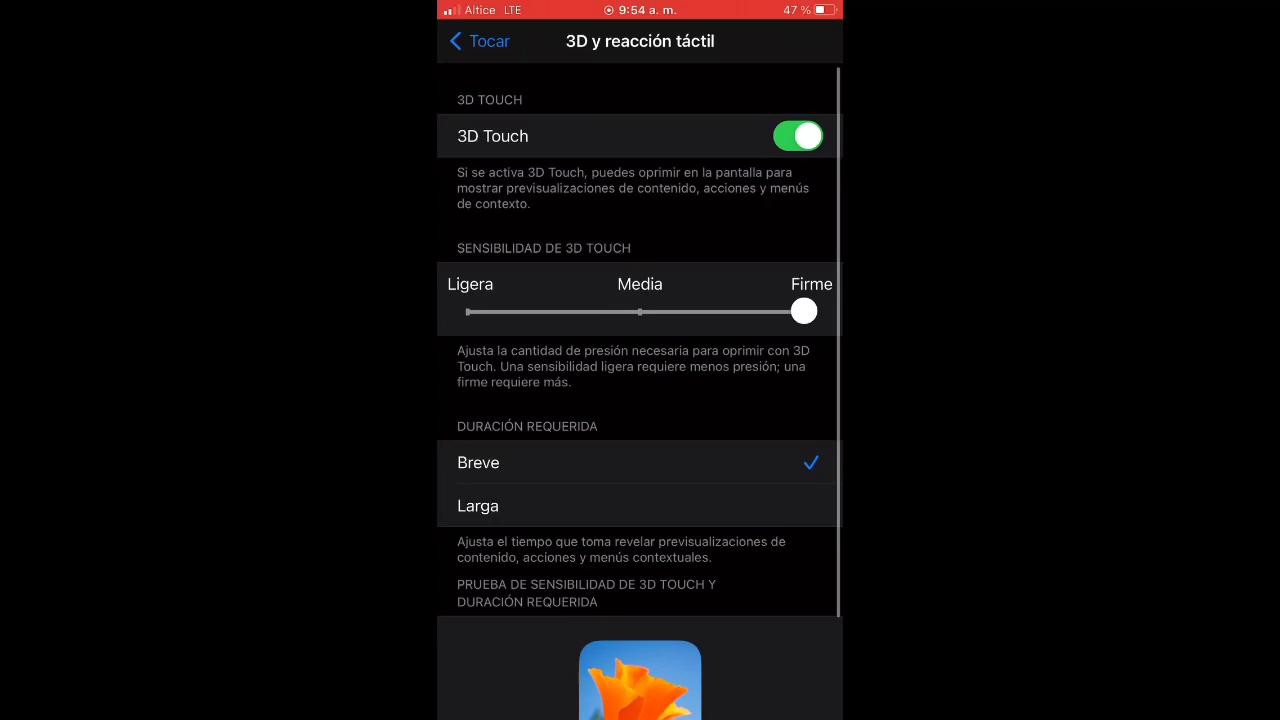 Altice LTE 9:54 a. m. 47 %
Tocar 3D y reacción táctil
3D TOUCH
3D Touch
Si se activa 3D Touch, puedes oprimir en la pantalla para
mostrar previsualizaciones de contenido, acciones y menús
de contexto.
SENSIBILIDAD DE 3D TOUCH
Ligera Media Firme
Ajusta la cantidad de presión necesaria para oprimir con 3D
Touch. Una sensibilidad ligera requiere menos presión; una
firme requiere más.
DURACIÓN REQUERIDA
Breve
Larga
Ajusta el tiempo que toma revelar previsualizaciones de
contenido, acciones y menús contextuales.
PRUEBA DE SENSIBILIDAD DE 3D TOUCH Y
DURACIÓN REQUERIDA